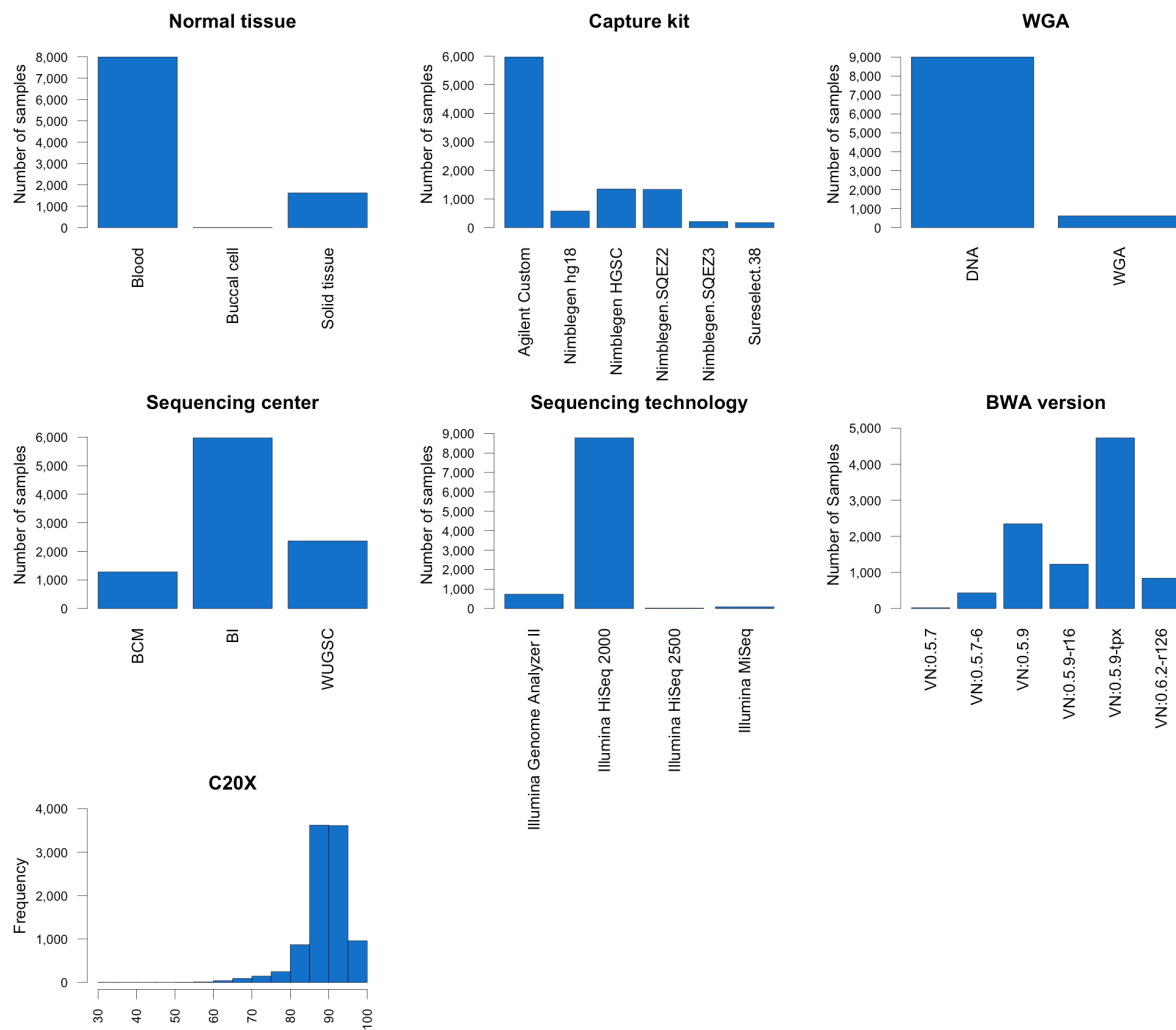 Normal tissue
Number of samples
8,000
7,000
6,000
5,000
4,000
3,000
2,000
1,000
0
Blood
Buccal cell
Solid tissue
Capture kit
Number of samples
6,000
5,000
4,000
3,000
2,000
1,000
0
Agilent Custom
Nimblegen hg18
Nimblegen HGSC
Nimblegen.SQEZ2
Nimblegen.SQEZ3
Sureselect.38
WGA
Number of samples
9,000
8,000
7,000
6,000
5,000
4,000
3,000
2,000
1,000
0
DNA
WGA
Sequencing center
Number of samples
6,000
5,000
4,000
3,000
2,000
1,000
0
BCM
BI
WUGSC
Sequencing technology
Number of samples
9,000
8,000
7,000
6,000
5,000
4,000
3,000
2,000
1,000
0
Illumina Genome Analyzer II
Illumina HiSeq 2000
Illumina HiSeq 2500
Illumina MiSeq
BWA version
Number of Samples
5,000
4,000
3,000
2,000
1,000
0
VN:0.5.7
VN:0.5.7-6
VN:0.5.9
VN:0.5.9-r16
VN:0.5.9-tpx
VN:0.6.2-r126
C20X
Frequency
4,000
3,000
2,000
1,000
0
30
40
50
60
70
80
90
100